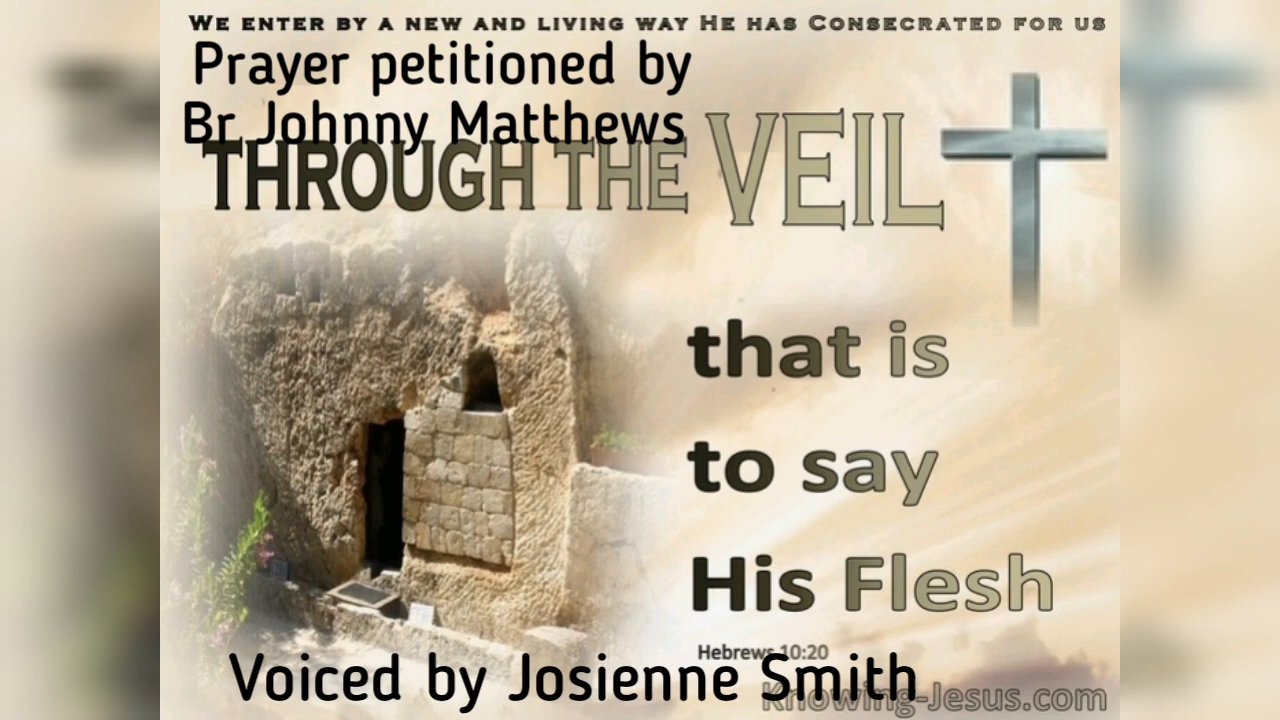 We enter by a new and living way He has Consecrated for us
Prayer petitioned by
Br Johnny Matthews
THROUGH THE VEIL
that is
to say
His Flesh
Hebrews 10:20
Voiced by Josienne Smith
Knowing-Jesus.com